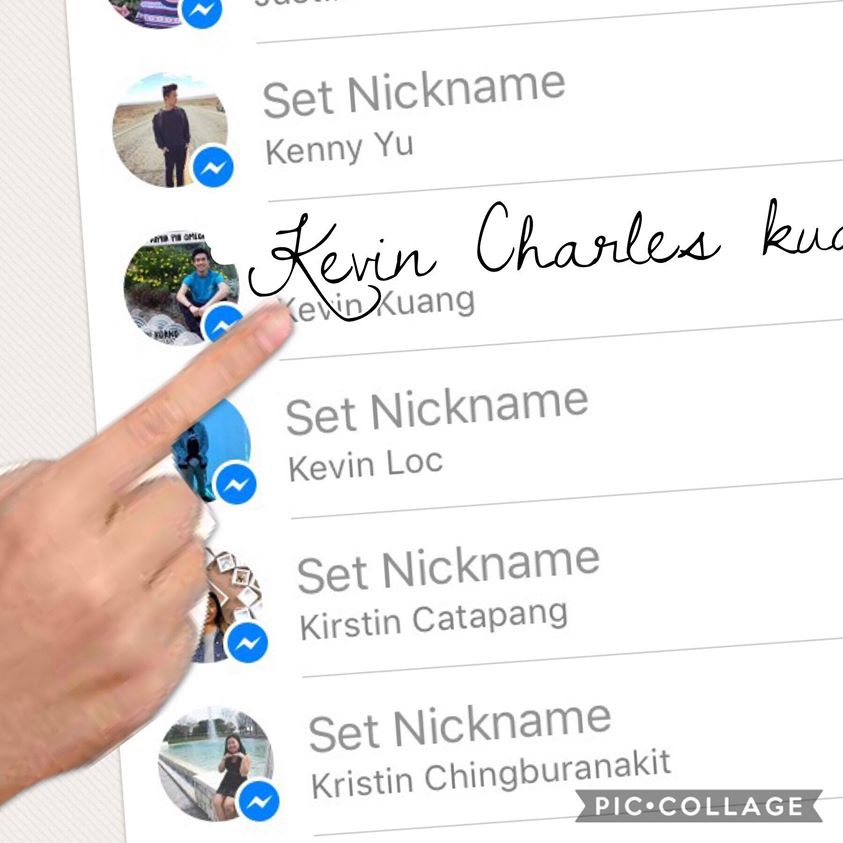 Set Nickname
Kenny Yu
Kevin Charles
Kevin Kuang
Set Nickname
Kevin Loc
Set Nickname
Kirstin Catapang
Set Nickname
Kristin Chingburanakit
PIC•COLLAGE